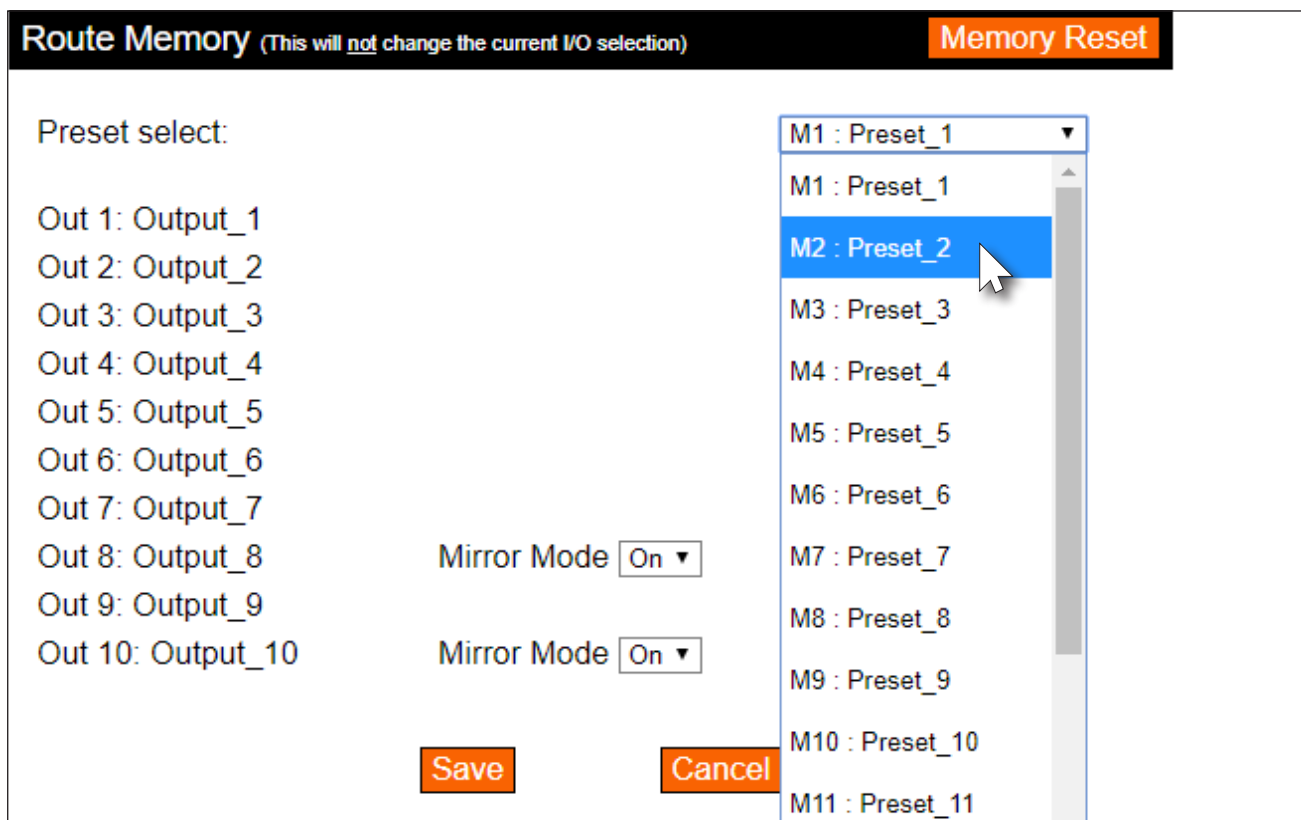 Route Memory (This will not change the current I/O selection) Memory Reset
Preset select: M1 : Preset_1
M1 : Preset_1
Out 1: Output_1
M2 : Preset_2
Out 2: Output_2
Out 3: Output_3 M3 : Preset_3
Out 4: Output_4 M4 : Preset_4
Out 5: Output_5
M5 : Preset_5
Out 6: Output_6
M6 : Preset_6
Out 7: Output_7
Out 8: Output_8 Mirror Mode On M7 : Preset_7
Out 9: Output_9
M8 : Preset_8
Out 10: Output_10 Mirror Mode On
M9 : Preset_9
M10 : Preset_10
Save Cancel
M11 : Preset_11